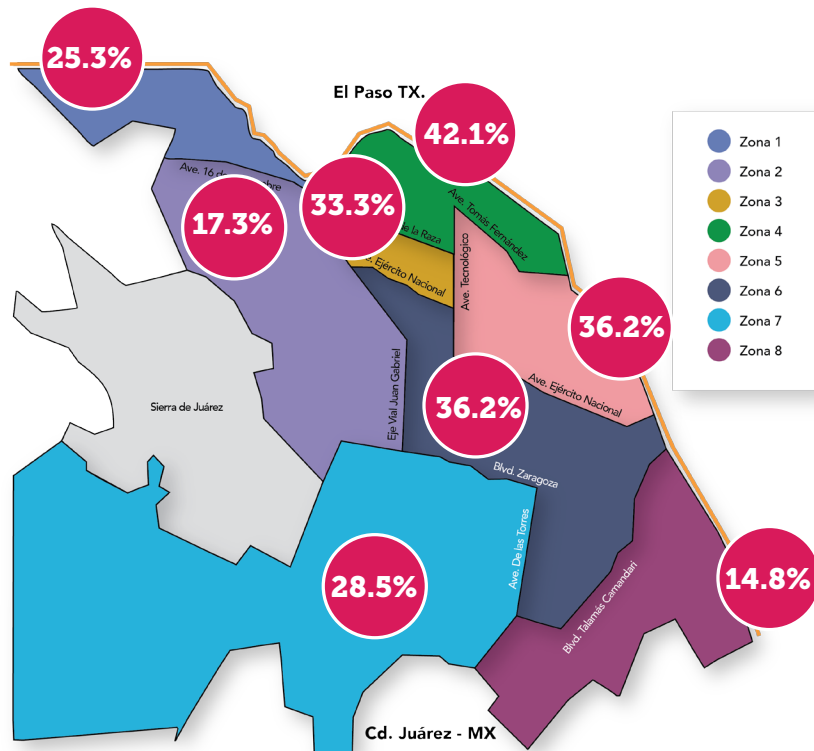 25.3%
El Paso TX.
42.1%
Zona 1
Zona 2
Zona 3
Zona 4
Zona 5
Zona 6
Zona 7
Zona 8
Ave. 16 de
17.3%
33.3%
la Raza
Ave. Tomás Fernández
Ejército Nacional
Ave. Tecnológico
36.2%
Sierra de Juárez
Eje Vial Juan Gabriel
36.2%
Ave. Ejército Nacional
Blvd. Zaragoza
Ave. De las Torres
28.5%
Blvd. Talamás Camandari
14.8%
Cd. Juárez - MX